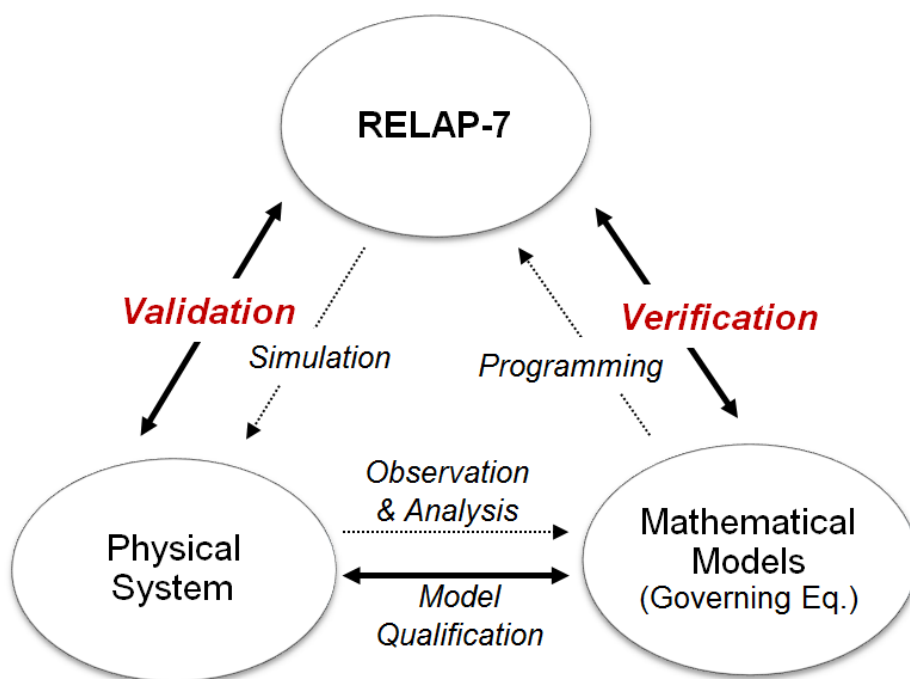 RELAP-7
Validation
Verification
Simulation
Programming
Observation
& Analysis
Physical
System
Mathematical
Models
(Governing Eq.)
Model
Qualification